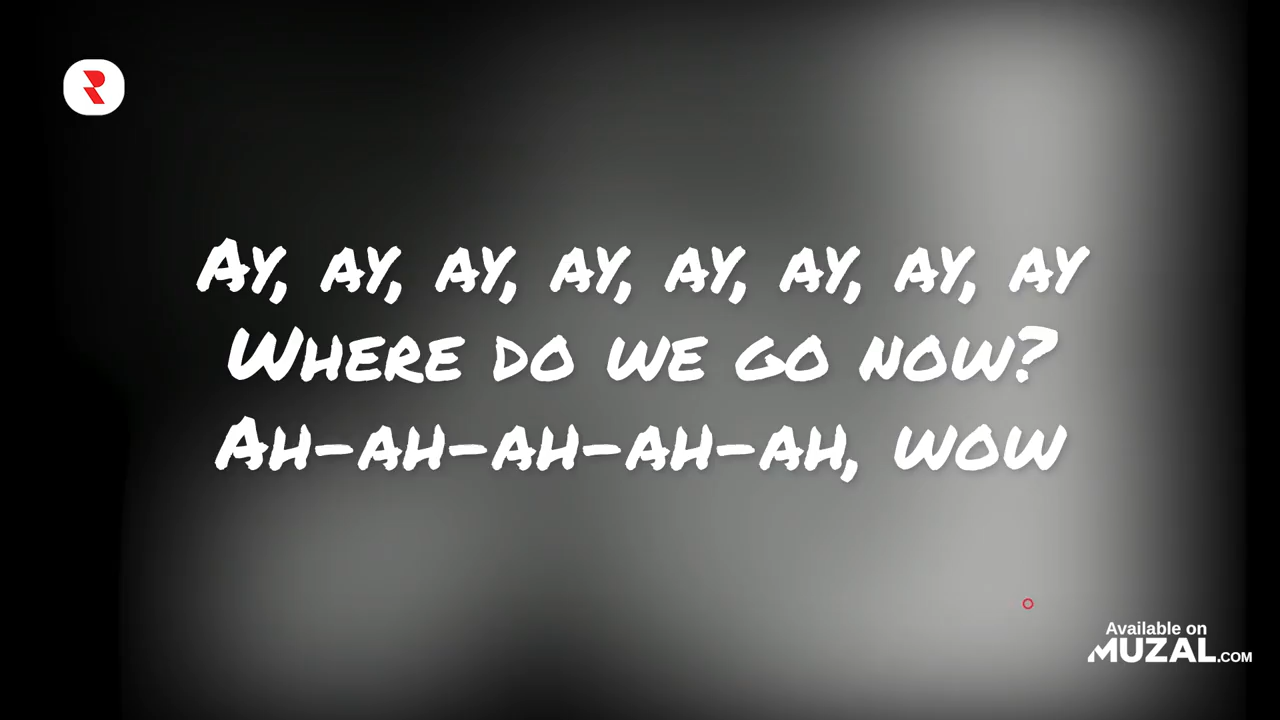 R
Ay, ay, ay, ay, ay, ay, ay, ay
Where do we go now?
Ah-ah-ah-ah-ah, wow
Available on
MUZAL.COM